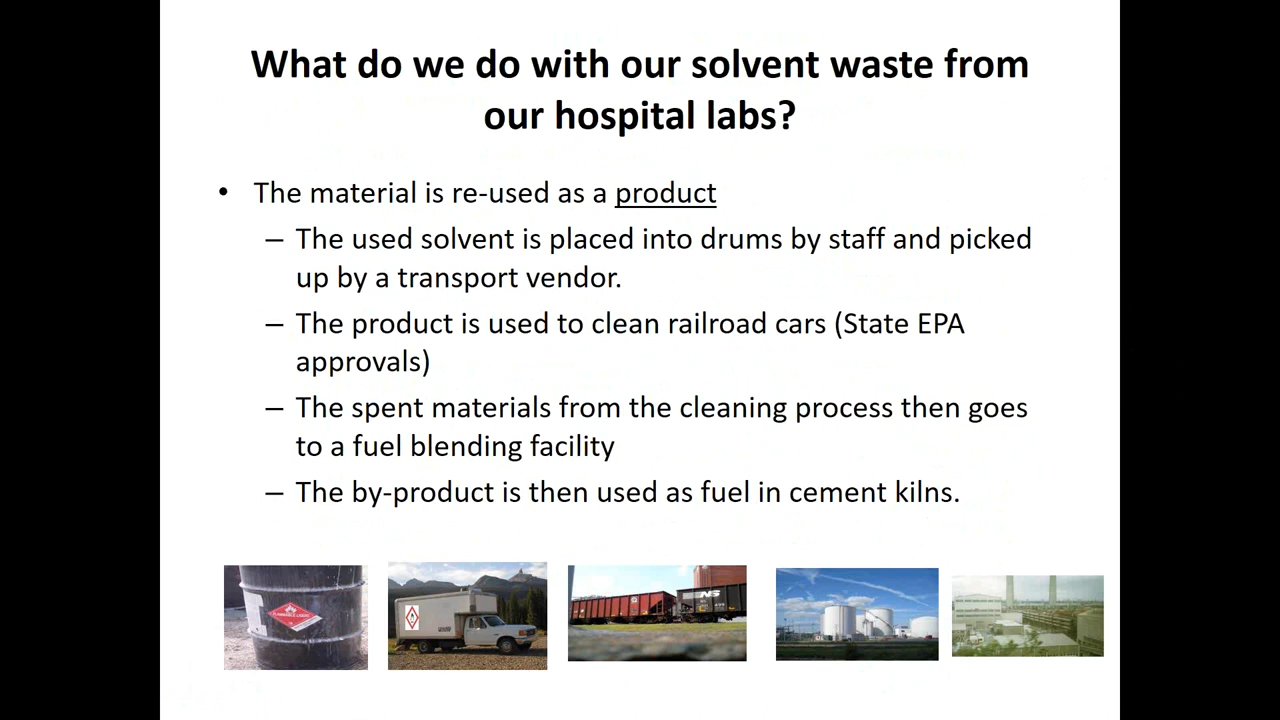 What do we do with our solvent waste from
our hospital labs?
• The material is re-used as a product
– The used solvent is placed into drums by staff and picked
up by a transport vendor.
– The product is used to clean railroad cars (State EPA
approvals)
– The spent materials from the cleaning process then goes
to a fuel blending facility
– The by-product is then used as fuel in cement kilns.
NS